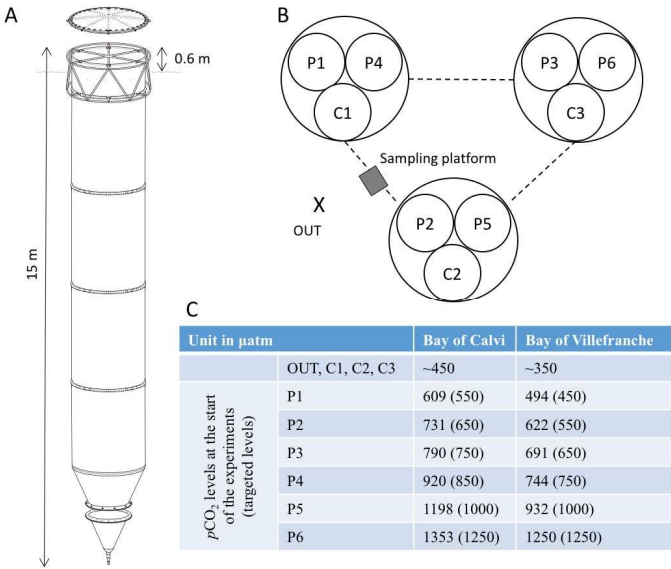 A
0.6 m
15 m
B
P1 P4
C1
P3 P6
C3
Sampling platform
X
OUT
P2 P5
C2
C
Unit in µatm Bay of Calvi Bay of Villefranche
OUT, C1, C2, C3 ~450 ~350
pCO₂ levels at the start
of the experiments
(targeted levels)
P1 609 (550) 494 (450)
P2 731 (650) 622 (550)
P3 790 (750) 691 (650)
P4 920 (850) 744 (750)
P5 1198 (1000) 932 (1000)
P6 1353 (1250) 1250 (1250)